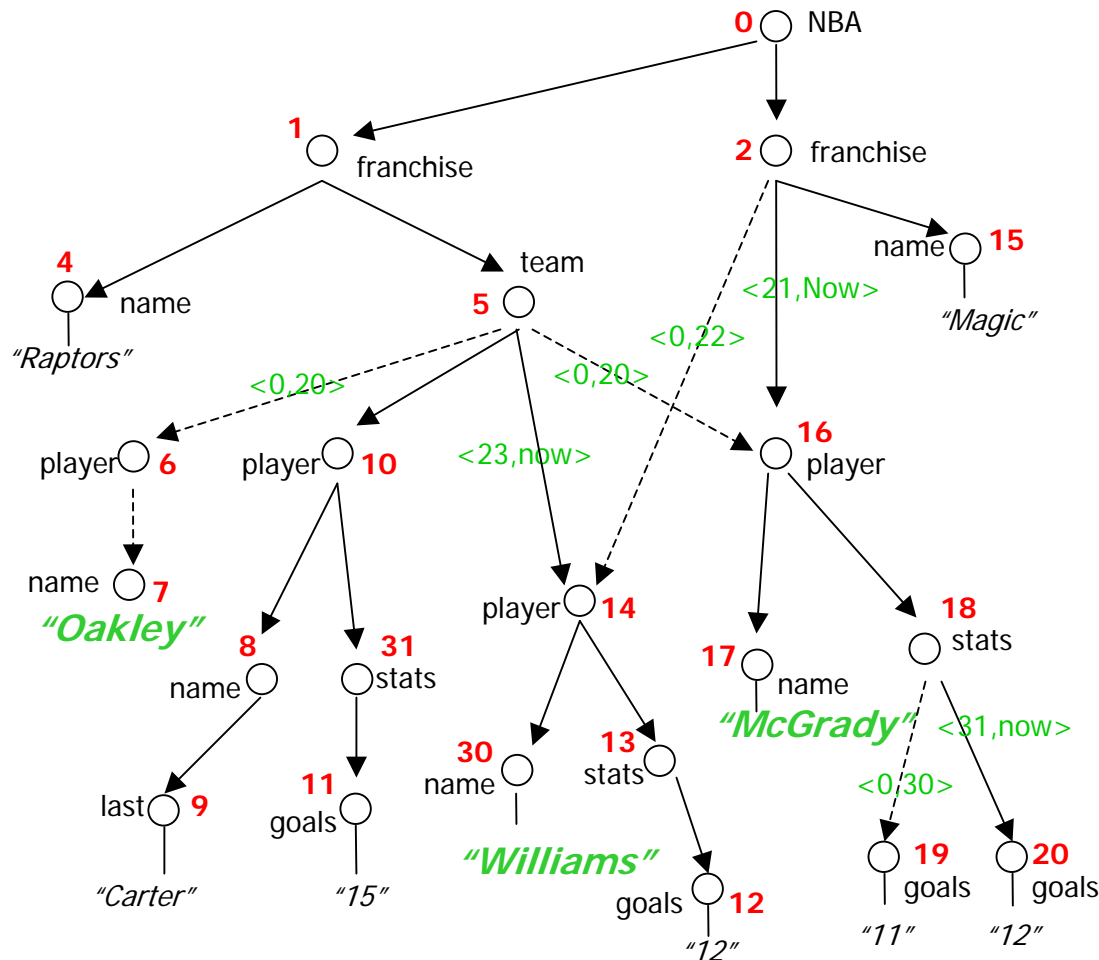 0 NBA
1 franchise
2 franchise
4 name
"Raptors"
team
5
name 15
"Magic"
<21,Now>
<0,22>
<0,20>
<0,20>
player 6
player 10
<23,now>
16
player
name 7
"Oakley"
player 14
8
name
31
stats
17
name
"McGrady"
18
stats
30
name
"Williams"
13
stats
<31,now>
<0,30>
last 9
"Carter"
11
goals
"15"
goals 12
"12"
19
goals
"11"
20
goals
"12"